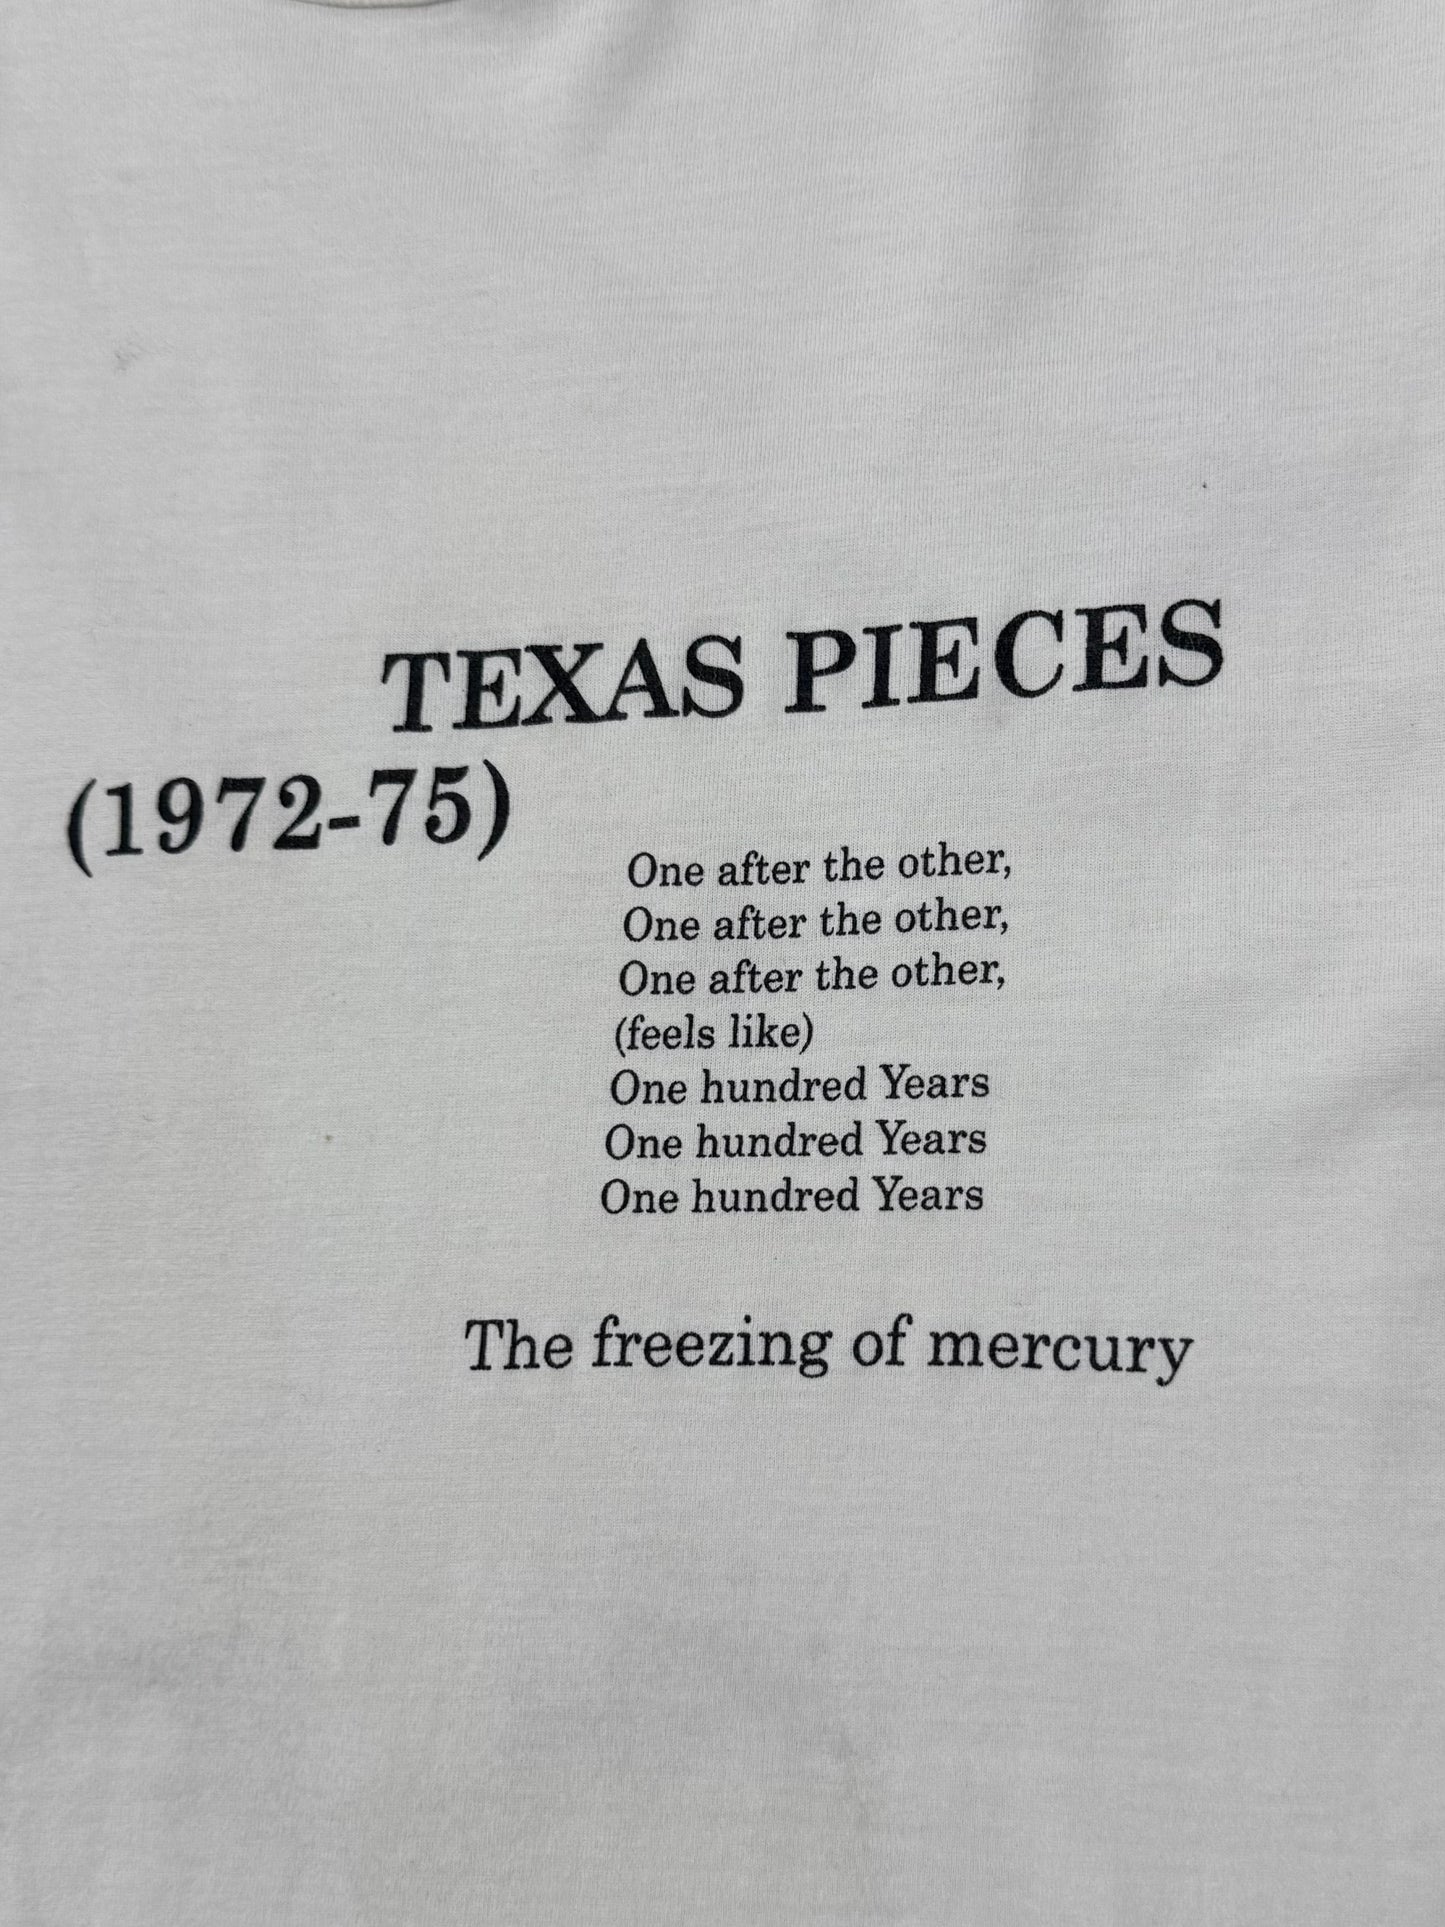 TEXAS PIECES
(1972-75)
One after the other,
One after the other,
One after the other,
(feels like)
One hundred Years
One hundred Years
One hundred Years
The freezing of mercury